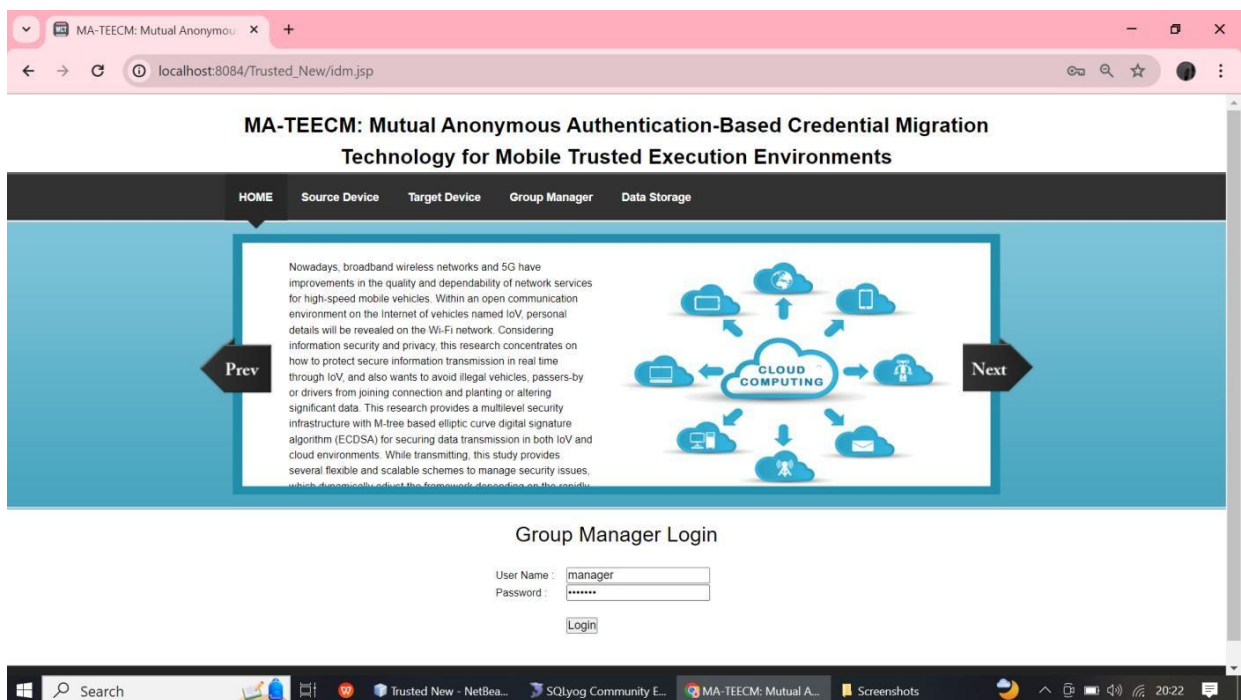 MA-TEECM: Mutual Anonymou
localhost:8084/Trusted_New/idm.jsp
MA-TEECM: Mutual Anonymous Authentication-Based Credential Migration
Technology for Mobile Trusted Execution Environments
HOME Source Device Target Device Group Manager Data Storage
Nowadays, broadband wireless networks and 5G have
improvements in the quality and dependability of network services
for high-speed mobile vehicles. Within an open communication
environment on the Internet of vehicles named IoV, personal
details will be revealed on the Wi-Fi network. Considering
information security and privacy, this research concentrates on
how to protect secure information transmission in real time
through IoV, and also wants to avoid illegal vehicles, passers-by
or drivers from joining connection and planting or altering
significant data. This research provides a multilevel security
infrastructure with M-tree based elliptic curve digital signature
algorithm (ECDSA) for securing data transmission in both IoV and
cloud environments. While transmitting, this study provides
several flexible and scalable schemes to manage security issues,
which dynamically adjust the framework depending on the rapidly
Prev
CLOUD
COMPUTING
Next
Group Manager Login
User Name : manager
Password : •••••••
Login
Search
Trusted New - NetBea...
SQLyog Community E...
MA-TEECM: Mutual A...
Screenshots
20:22